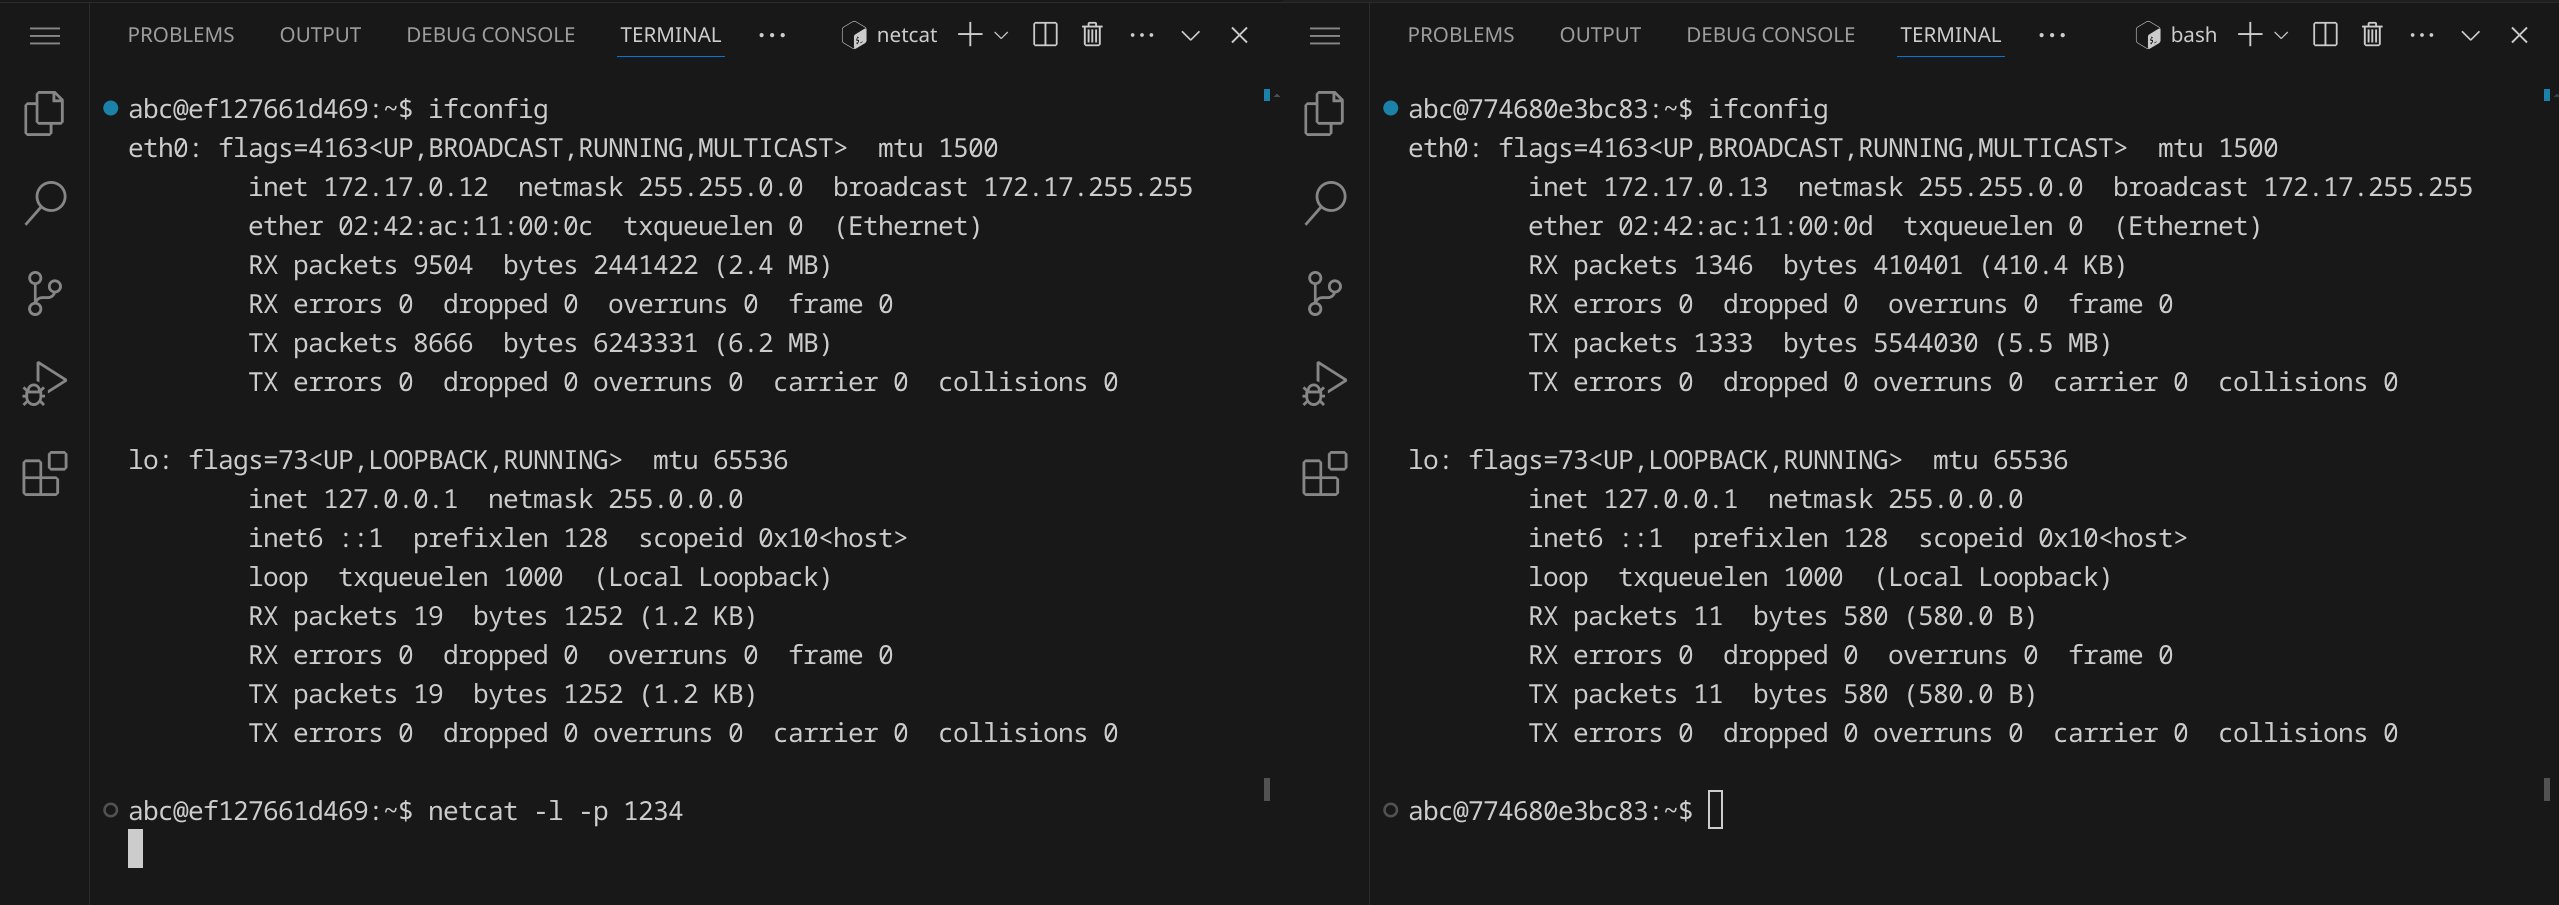 PROBLEMS OUTPUT DEBUG CONSOLE TERMINAL ··· netcat
abc@ef127661d469:~$ ifconfig
eth0: flags=4163<UP,BROADCAST,RUNNING,MULTICAST>  mtu 1500
        inet 172.17.0.12  netmask 255.255.0.0  broadcast 172.17.255.255
        ether 02:42:ac:11:00:0c  txqueuelen 0  (Ethernet)
        RX packets 9504  bytes 2441422 (2.4 MB)
        RX errors 0  dropped 0  overruns 0  frame 0
        TX packets 8666  bytes 6243331 (6.2 MB)
        TX errors 0  dropped 0 overruns 0  carrier 0  collisions 0
lo: flags=73<UP,LOOPBACK,RUNNING>  mtu 65536
        inet 127.0.0.1  netmask 255.0.0.0
        inet6 ::1  prefixlen 128  scopeid 0x10<host>
        loop  txqueuelen 1000  (Local Loopback)
        RX packets 19  bytes 1252 (1.2 KB)
        RX errors 0  dropped 0  overruns 0  frame 0
        TX packets 19  bytes 1252 (1.2 KB)
        TX errors 0  dropped 0 overruns 0  carrier 0  collisions 0
abc@ef127661d469:~$ netcat -l -p 1234
PROBLEMS OUTPUT DEBUG CONSOLE TERMINAL ··· bash
abc@774680e3bc83:~$ ifconfig
eth0: flags=4163<UP,BROADCAST,RUNNING,MULTICAST>  mtu 1500
        inet 172.17.0.13  netmask 255.255.0.0  broadcast 172.17.255.255
        ether 02:42:ac:11:00:0d  txqueuelen 0  (Ethernet)
        RX packets 1346  bytes 410401 (410.4 KB)
        RX errors 0  dropped 0  overruns 0  frame 0
        TX packets 1333  bytes 5544030 (5.5 MB)
        TX errors 0  dropped 0 overruns 0  carrier 0  collisions 0
lo: flags=73<UP,LOOPBACK,RUNNING>  mtu 65536
        inet 127.0.0.1  netmask 255.0.0.0
        inet6 ::1  prefixlen 128  scopeid 0x10<host>
        loop  txqueuelen 1000  (Local Loopback)
        RX packets 11  bytes 580 (580.0 B)
        RX errors 0  dropped 0  overruns 0  frame 0
        TX packets 11  bytes 580 (580.0 B)
        TX errors 0  dropped 0 overruns 0  carrier 0  collisions 0
abc@774680e3bc83:~$